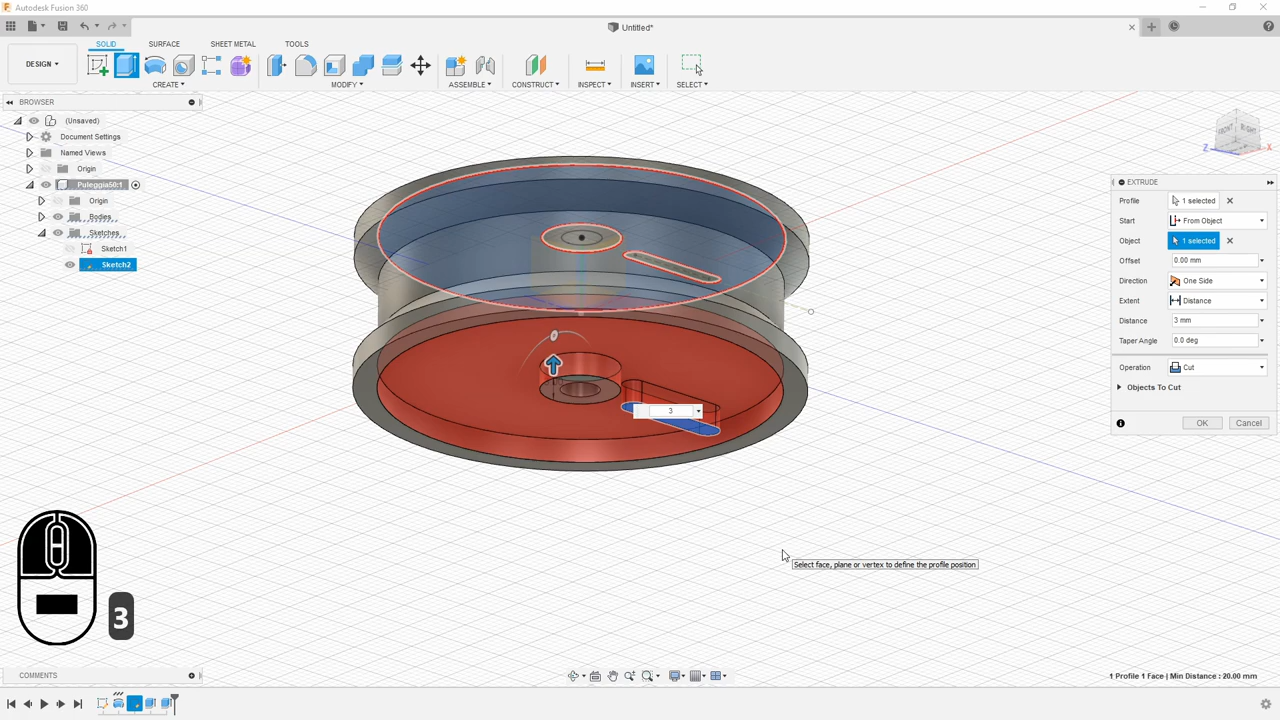 Autodesk Fusion 360
Untitled*
DESIGN
SOLID SURFACE SHEET METAL TOOLS
CREATE MODIFY ASSEMBLE CONSTRUCT INSPECT INSERT SELECT
BROWSER
(Unsaved)
Document Settings
Named Views
Origin
Puleggia50:1
Origin
Bodies
Sketches
Sketch1
Sketch2
FRONT RIGHT
Z X
EXTRUDE
Profile 1 selected
Start From Object
Object 1 selected
Offset 0.00 mm
Direction One Side
Extent Distance
Distance 3 mm
Taper Angle 0.0 deg
Operation Cut
Objects To Cut
OK Cancel
3
Select face, plane or vertex to define the profile position
3
COMMENTS
1 Profile 1 Face | Min Distance : 20.00 mm